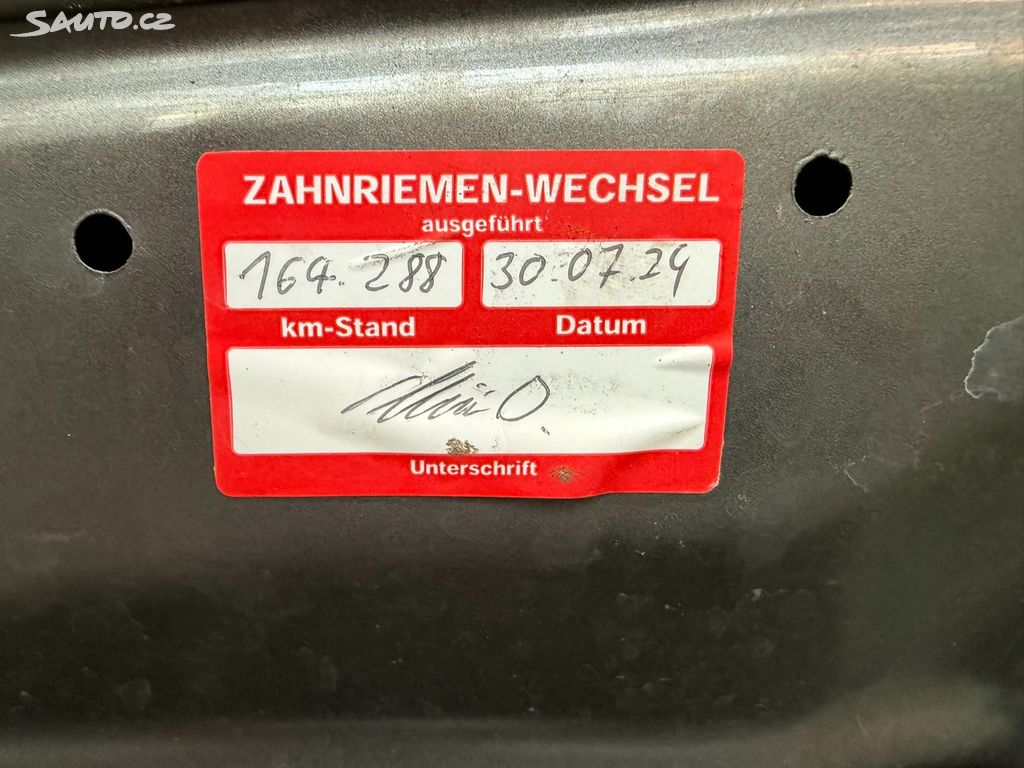 Sauto.cz
ZAHNRIEMEN-WECHSEL
ausgeführt
164.288 30.07.24
km-Stand Datum
Unterschrift